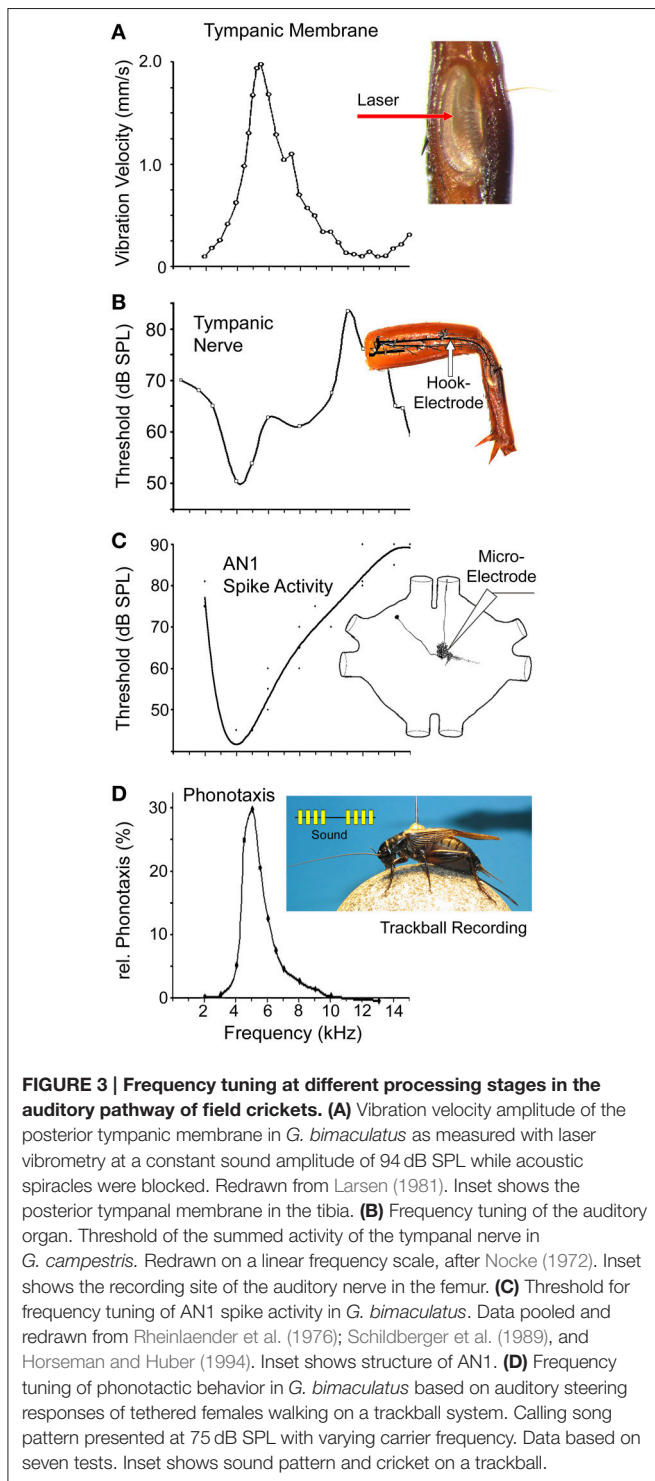 A
Tympanic Membrane
Vibration Velocity (mm/s)
2.0
1.0
0
Laser
B
Tympanic
Nerve
Threshold (dB SPL)
80
70
60
50
Hook-
Electrode
C
AN1
Spike Activity
Threshold (dB SPL)
90
80
70
60
50
Micro-
Electrode
D
Phonotaxis
rel. Phonotaxis (%)
30
20
10
0
Sound
Trackball Recording
2 4 6 8 10 12 14
Frequency (kHz)
FIGURE 3 | Frequency tuning at different processing stages in the
auditory pathway of field crickets. (A) Vibration velocity amplitude of the
posterior tympanic membrane in G. bimaculatus as measured with laser
vibrometry at a constant sound amplitude of 94 dB SPL while acoustic
spiracles were blocked. Redrawn from Larsen (1981). Inset shows the
posterior tympanal membrane in the tibia. (B) Frequency tuning of the auditory
organ. Threshold of the summed activity of the tympanal nerve in
G. campestris. Redrawn on a linear frequency scale, after Nocke (1972). Inset
shows the recording site of the auditory nerve in the femur. (C) Threshold for
frequency tuning of AN1 spike activity in G. bimaculatus. Data pooled and
redrawn from Rheinlaender et al. (1976); Schildberger et al. (1989), and
Horseman and Huber (1994). Inset shows structure of AN1. (D) Frequency
tuning of phonotactic behavior in G. bimaculatus based on auditory steering
responses of tethered females walking on a trackball system. Calling song
pattern presented at 75 dB SPL with varying carrier frequency. Data based on
seven tests. Inset shows sound pattern and cricket on a trackball.